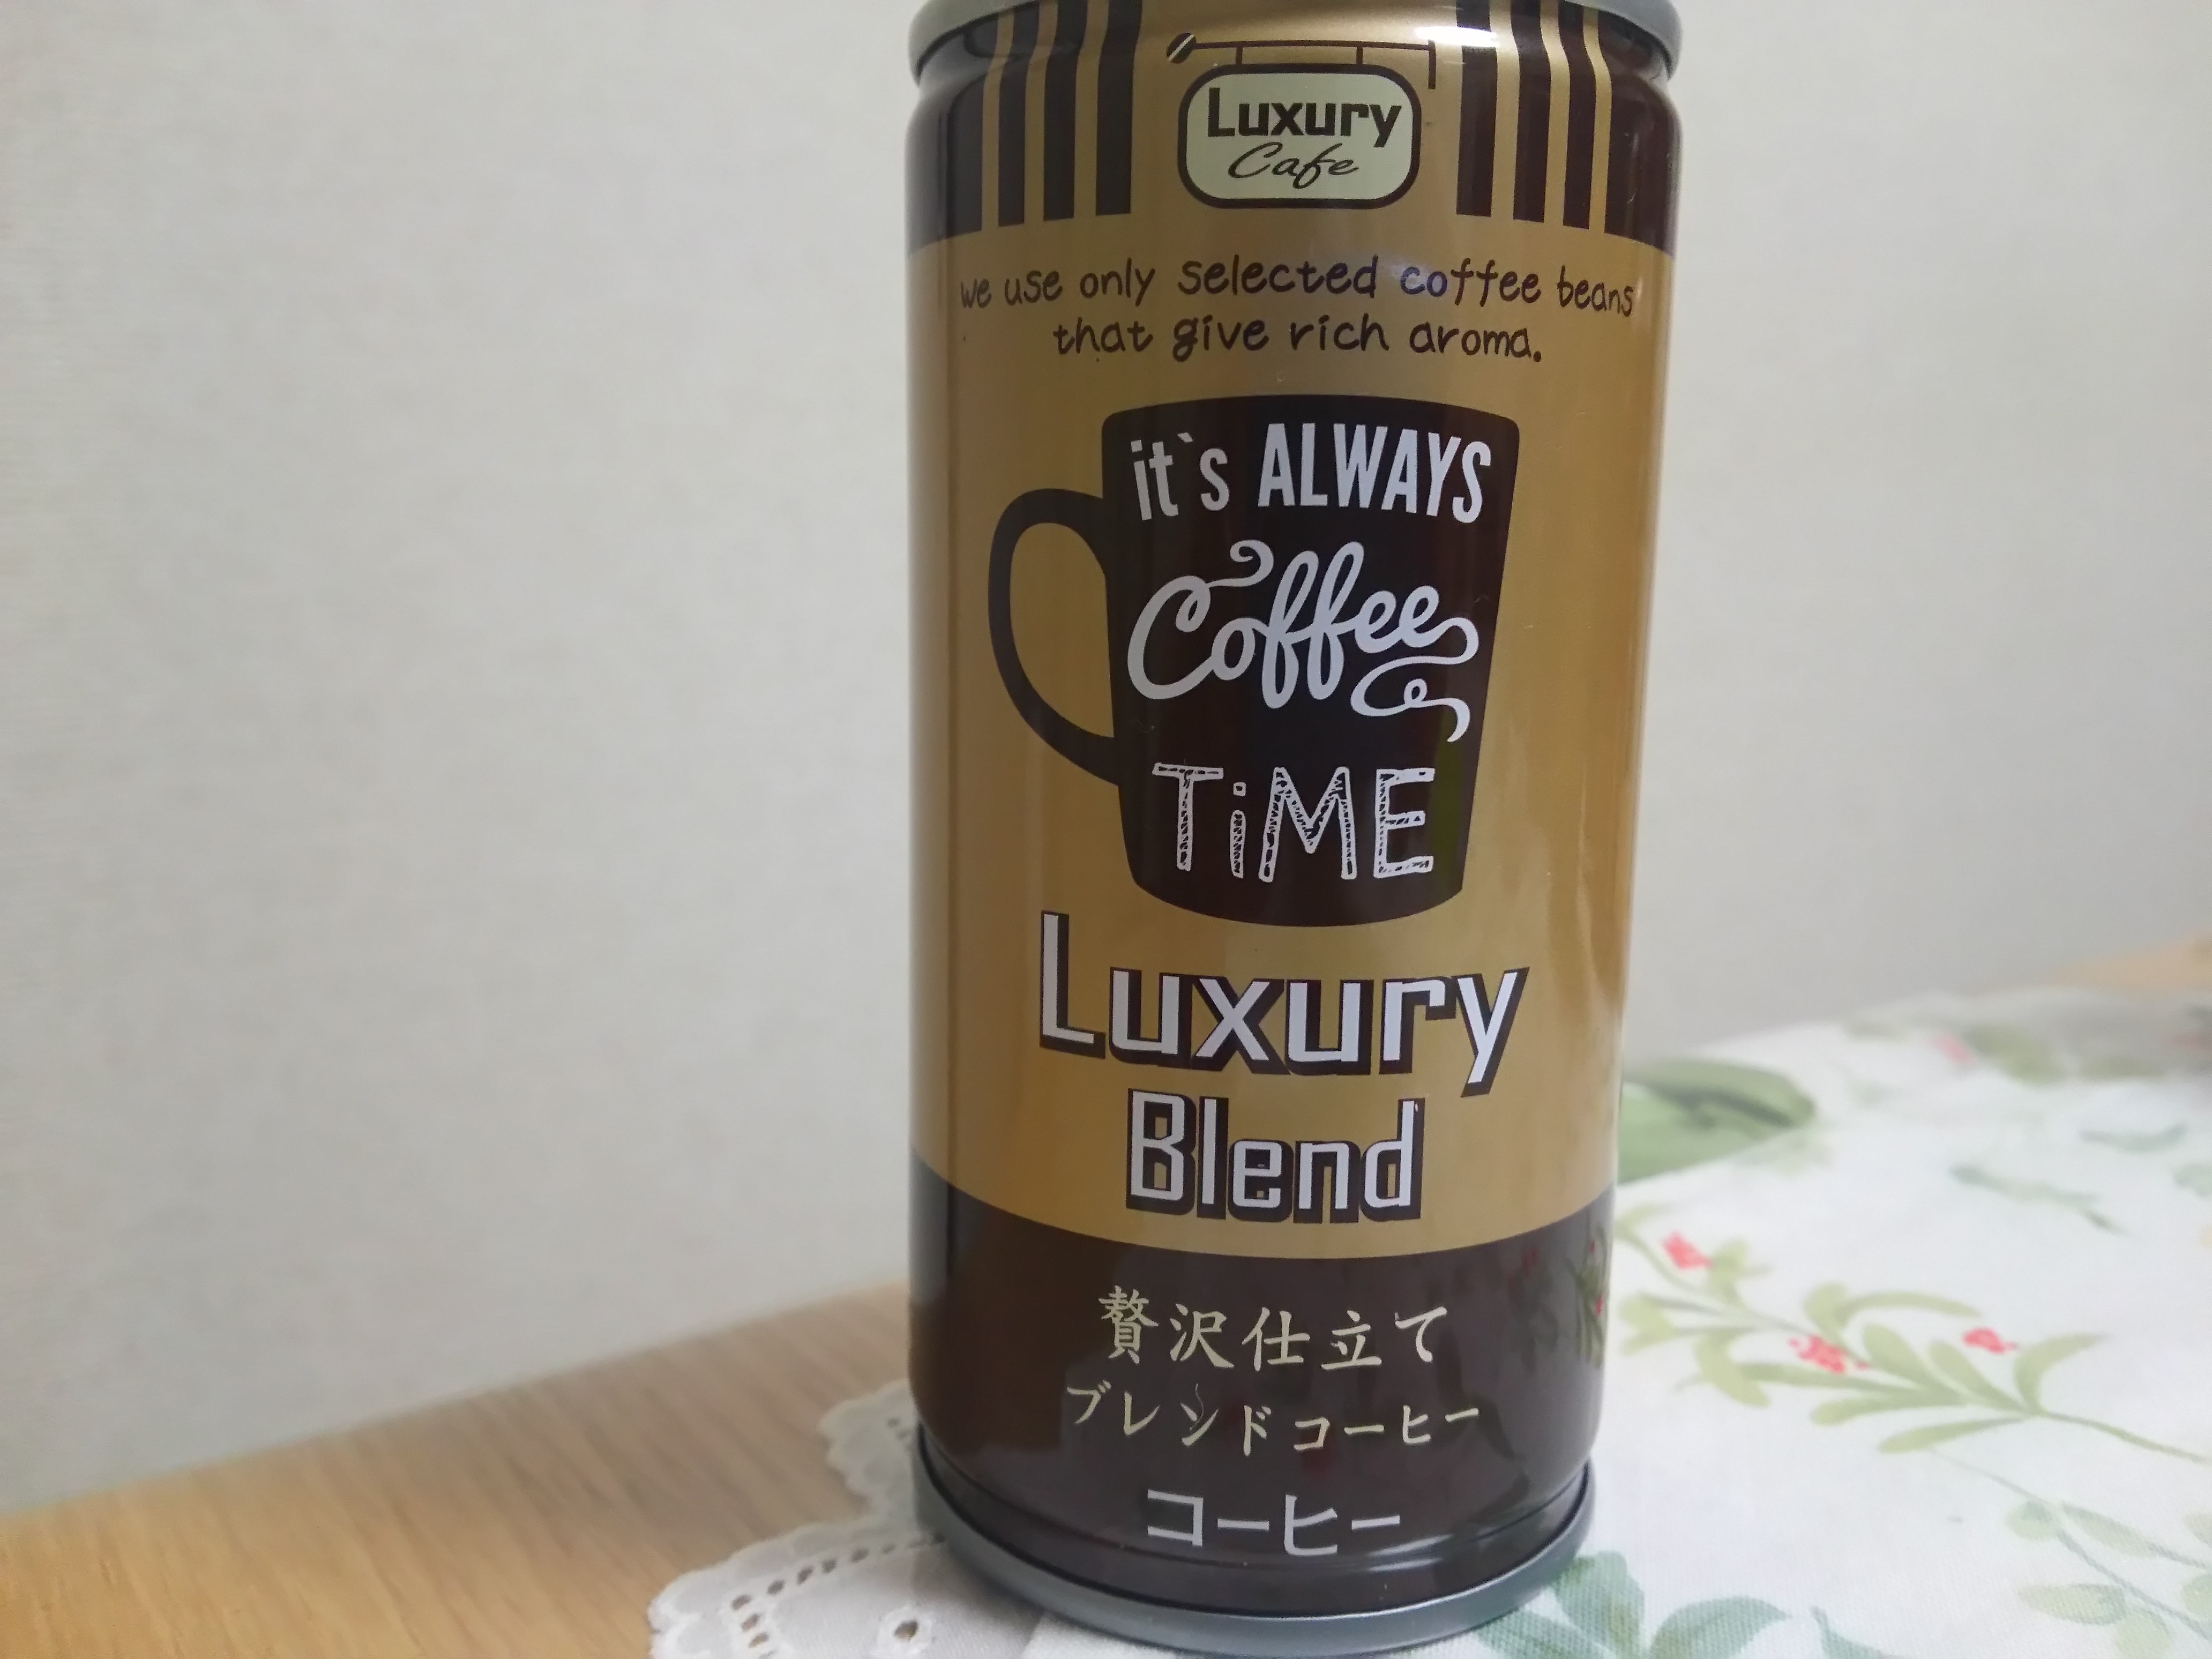 Luxury
Cafe
we use only selected coffee beans
that give rich aroma.
it`s ALWAYS
Coffee
TiME
Luxury
Blend
贅沢仕立て
ブレンドコーヒー
コーヒー